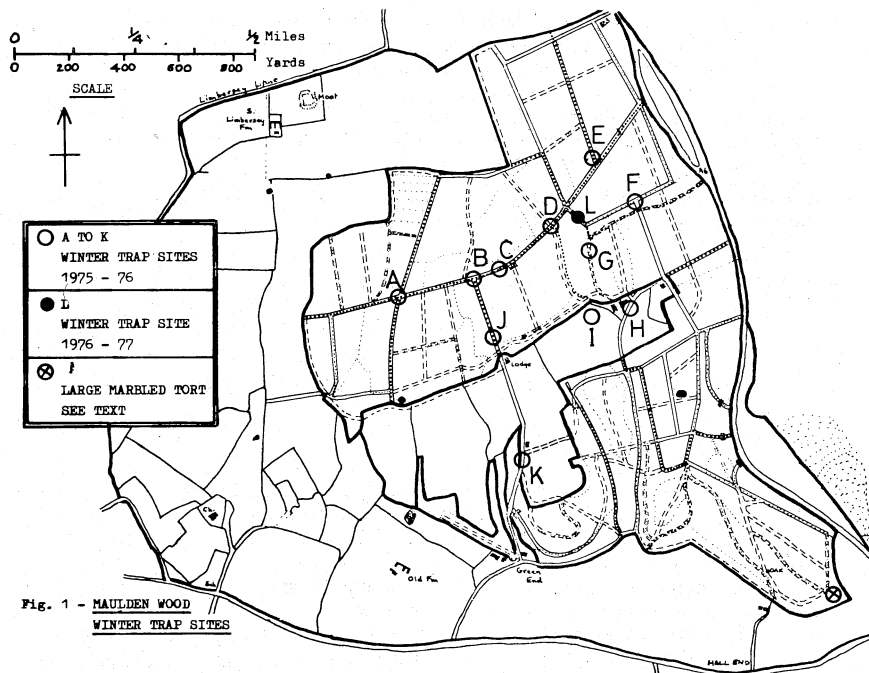 0 ¼ ½ Miles
0 200 400 600 800 Yards
SCALE
Limbersey Lane
Moat
S.
Limbersey
Fm
A6
E
F
D
L
G
C
B
A
J
I
H
K
Lodge
○ A TO K
WINTER TRAP SITES
1975 - 76
● L
WINTER TRAP SITE
1976 - 77
LARGE MARBLED TORT
SEE TEXT
Ch.
Old Fm
Green
End
HALL END
Fig. 1 - MAULDEN WOOD
WINTER TRAP SITES